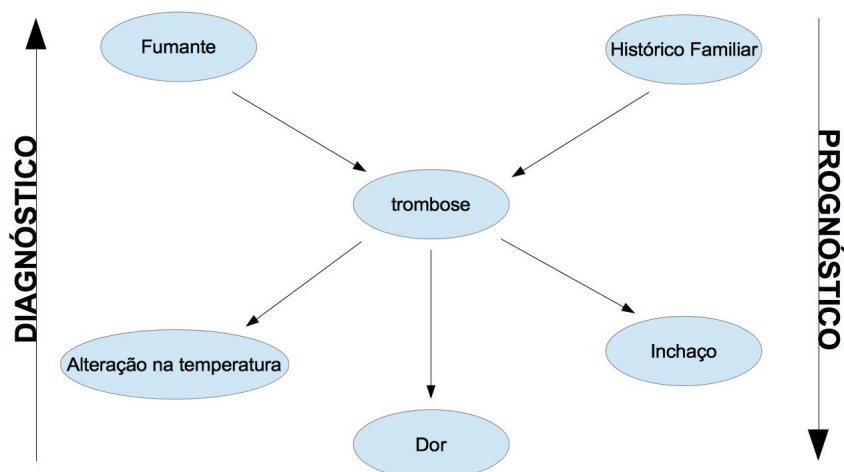 Fumante
Histórico Familiar
DIAGNÓSTICO
PROGNÓSTICO
trombose
Alteração na temperatura
Inchaço
Dor